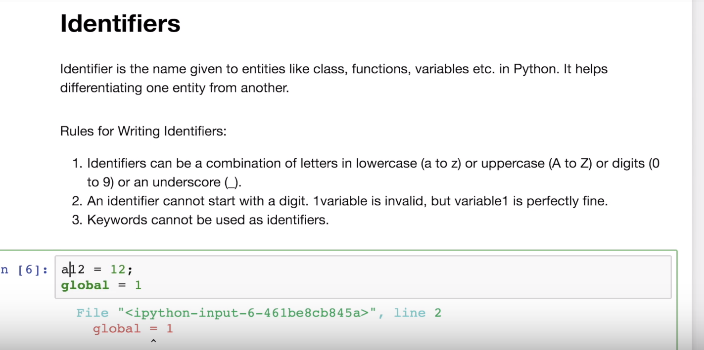 Identifiers
Identifier is the name given to entities like class, functions, variables etc. in Python. It helps
differentiating one entity from another.
Rules for Writing Identifiers:
1. Identifiers can be a combination of letters in lowercase (a to z) or uppercase (A to Z) or digits (0
to 9) or an underscore (_).
2. An identifier cannot start with a digit. 1variable is invalid, but variable1 is perfectly fine.
3. Keywords cannot be used as identifiers.
n [6]: a12 = 12;
global = 1
File "<ipython-input-6-461be8cb845a>", line 2
global = 1
^